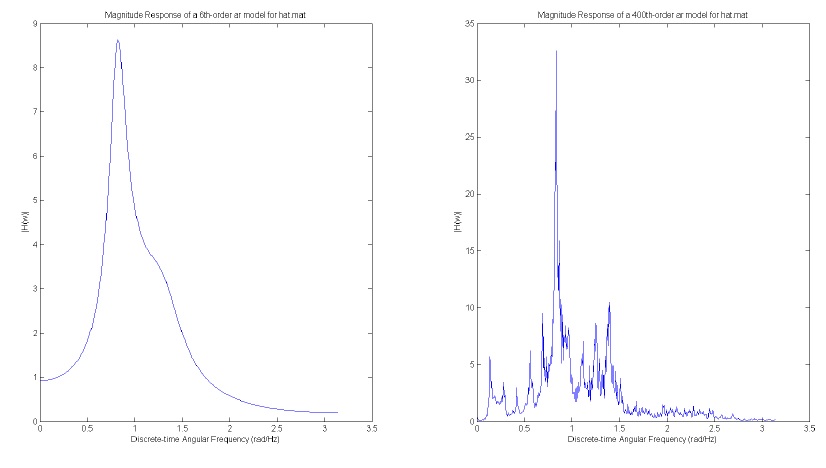 Magnitude Response of a 6th-order ar model for hat.mat
9
8
7
6
5
4
3
2
1
0
|H(w)|
0 0.5 1 1.5 2 2.5 3 3.5
Discrete-time Angular Frequency (rad/Hz)
Magnitude Response of a 400th-order ar model for hat.mat
35
30
25
20
15
10
5
0
|H(w)|
0 0.5 1 1.5 2 2.5 3 3.5
Discrete-time Angular Frequency (rad/Hz)